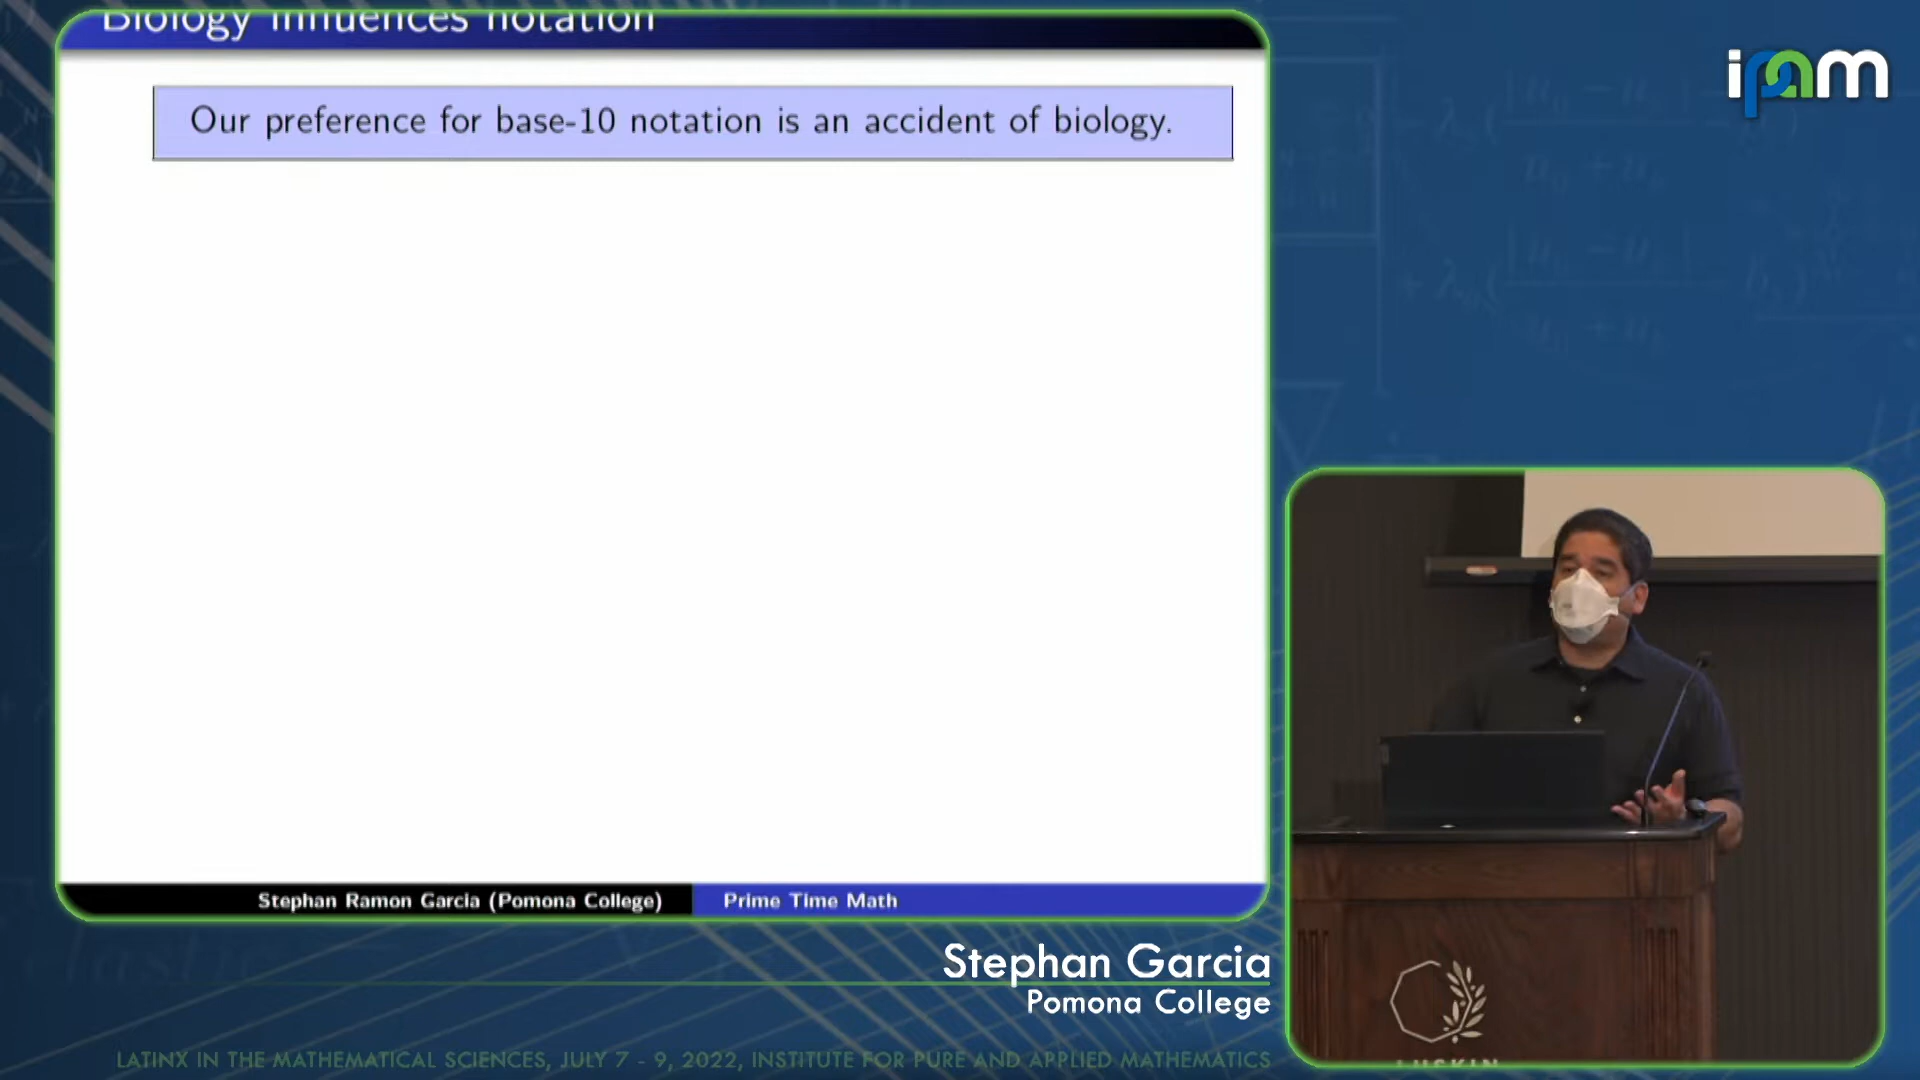 Biology influences notation
ipam
Our preference for base-10 notation is an accident of biology.
Stephan Ramon Garcia (Pomona College)
Prime Time Math
Stephan Garcia
Pomona College
LATINX IN THE MATHEMATICAL SCIENCES, JULY 7 - 9, 2022, INSTITUTE FOR PURE AND APPLIED MATHEMATICS
LUSKIN